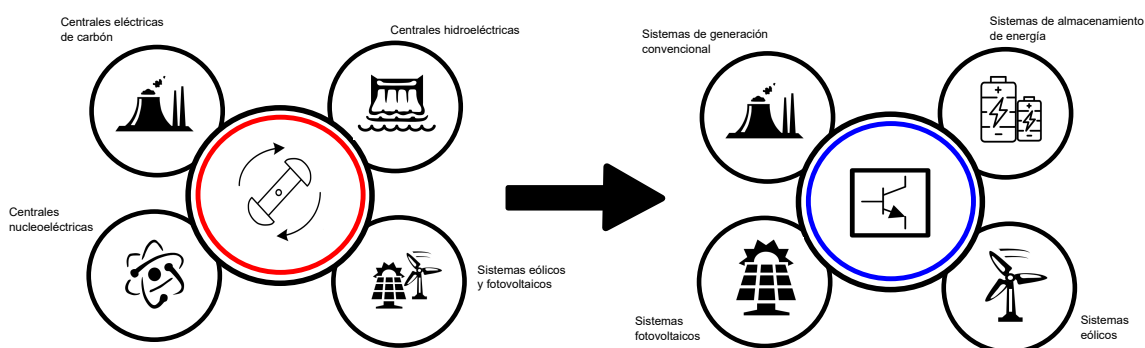 Centrales eléctricas
de carbón
Centrales hidroeléctricas
Centrales
nucleoeléctricas
Sistemas eólicos
y fotovoltaicos
Sistemas de generación
convencional
Sistemas de almacenamiento
de energía
Sistemas
fotovoltaicos
Sistemas
eólicos